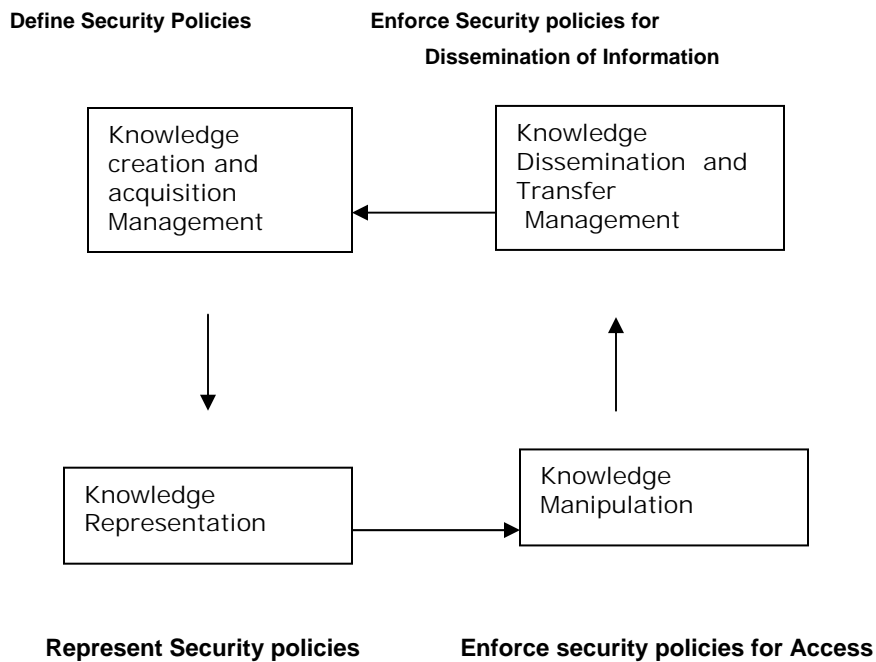 Define Security Policies
Enforce Security policies for
Dissemination of Information
Knowledge
creation and
acquisition
Management
Knowledge
Dissemination and
Transfer
Management
Knowledge
Representation
Knowledge
Manipulation
Represent Security policies
Enforce security policies for Access